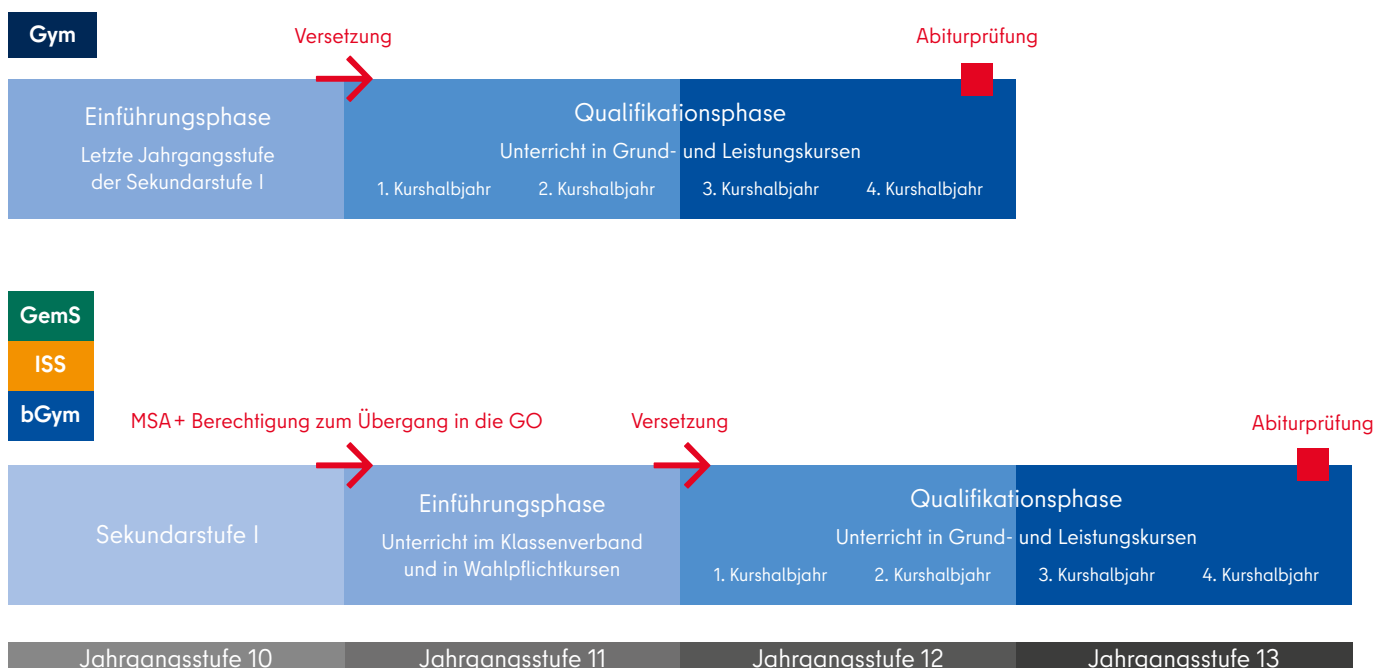 Gym
Versetzung
Abiturprüfung
Einführungsphase
Letzte Jahrgangsstufe
der Sekundarstufe I
Qualifikationsphase
Unterricht in Grund- und Leistungskursen
1. Kurshalbjahr 2. Kurshalbjahr 3. Kurshalbjahr 4. Kurshalbjahr
GemS
ISS
bGym
MSA + Berechtigung zum Übergang in die GO
Versetzung
Abiturprüfung
Sekundarstufe I
Einführungsphase
Unterricht im Klassenverband
und in Wahlpflichtkursen
Qualifikationsphase
Unterricht in Grund- und Leistungskursen
1. Kurshalbjahr 2. Kurshalbjahr 3. Kurshalbjahr 4. Kurshalbjahr
Jahrgangsstufe 10 Jahrgangsstufe 11 Jahrgangsstufe 12 Jahrgangsstufe 13